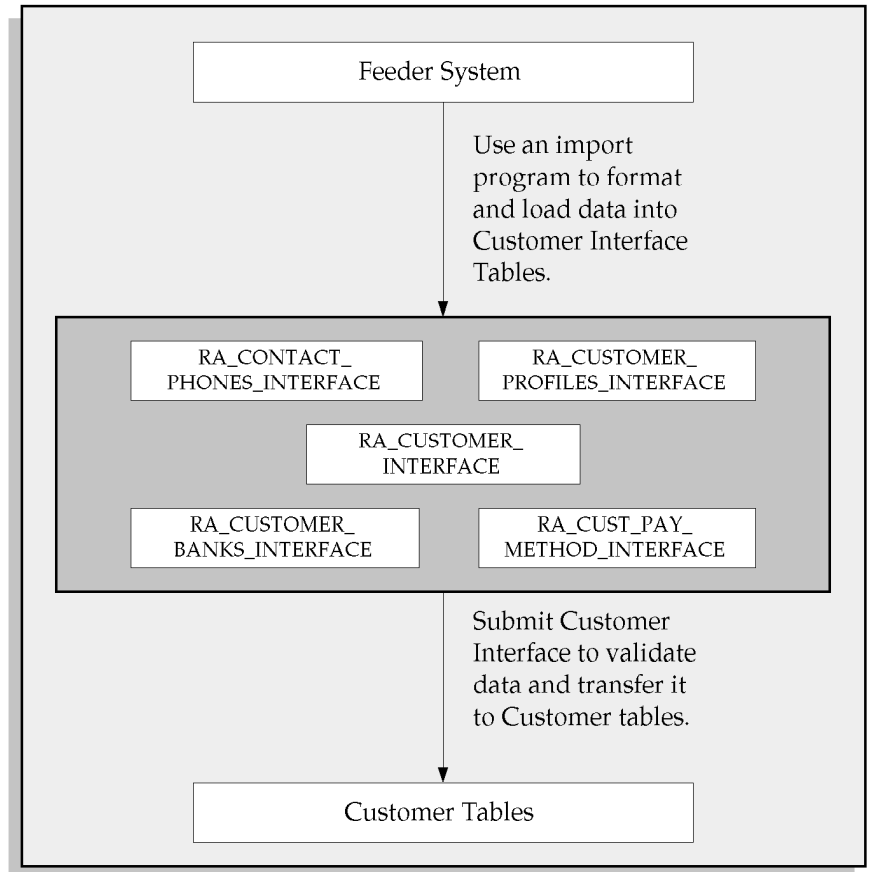 Feeder System
Use an import
program to format
and load data into
Customer Interface
Tables.
RA_CONTACT_
PHONES_INTERFACE
RA_CUSTOMER_
PROFILES_INTERFACE
RA_CUSTOMER_
INTERFACE
RA_CUSTOMER_
BANKS_INTERFACE
RA_CUST_PAY_
METHOD_INTERFACE
Submit Customer
Interface to validate
data and transfer it
to Customer tables.
Customer Tables